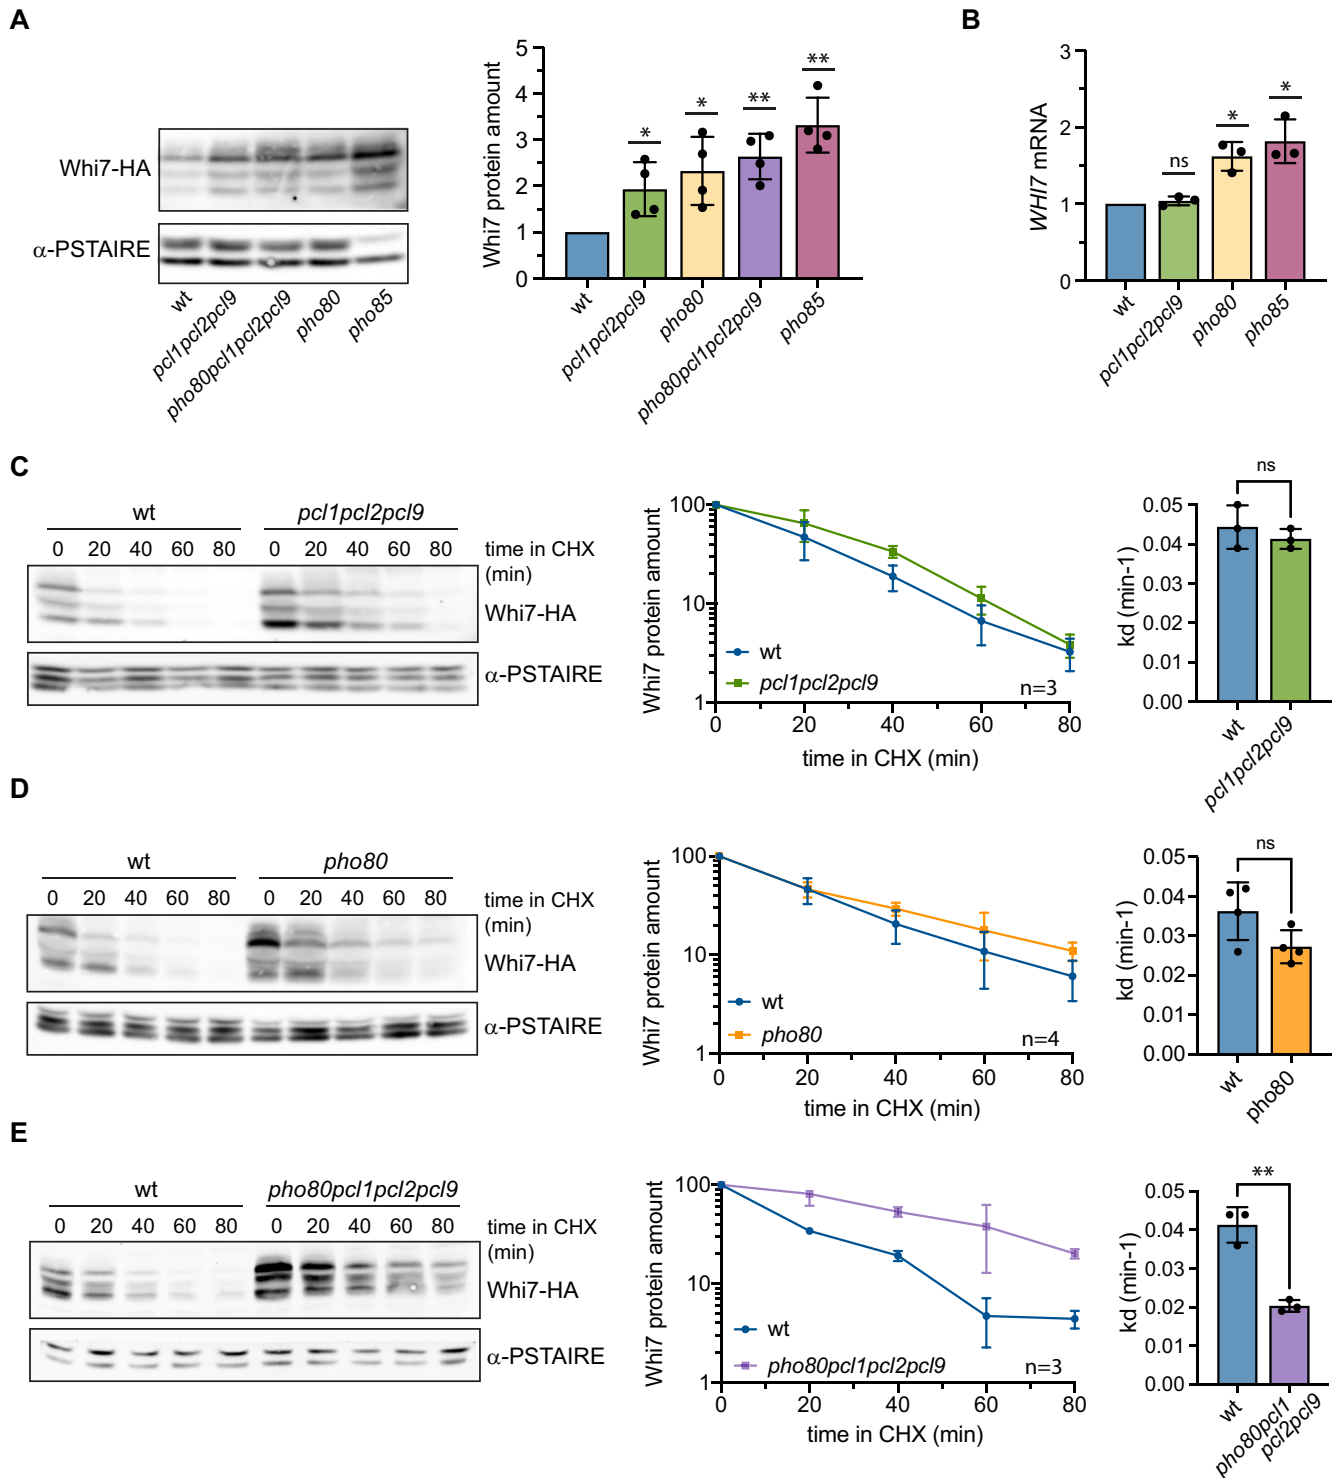 A
Whi7-HA
α-PSTAIRE
wt
pcl1pcl2pcl9
pho80pcl1pcl2pcl9
pho80
pho85
Whi7 protein amount
5
4
3
2
1
0
*
*
**
**
wt
pcl1pcl2pcl9
pho80
pho80pcl1pcl2pcl9
pho85
B
WHI7 mRNA
3
2
1
0
ns
*
*
wt
pcl1pcl2pcl9
pho80
pho85
C
wt
pcl1pcl2pcl9
0 20 40 60 80 0 20 40 60 80 time in CHX
(min)
Whi7-HA
α-PSTAIRE
Whi7 protein amount
100
10
1
wt
pcl1pcl2pcl9
n=3
0 20 40 60 80
time in CHX (min)
ns
kd (min-1)
0.05
0.04
0.03
0.02
0.01
0.00
wt
pcl1pcl2pcl9
D
wt
pho80
0 20 40 60 80 0 20 40 60 80 time in CHX
(min)
Whi7-HA
α-PSTAIRE
Whi7 protein amount
100
10
1
wt
pho80
n=4
0 20 40 60 80
time in CHX (min)
ns
kd (min-1)
0.05
0.04
0.03
0.02
0.01
0.00
wt
pho80
E
wt
pho80pcl1pcl2pcl9
0 20 40 60 80 0 20 40 60 80 time in CHX
(min)
Whi7-HA
α-PSTAIRE
Whi7 protein amount
100
10
1
wt
pho80pcl1pcl2pcl9
n=3
0 20 40 60 80
time in CHX (min)
**
kd (min-1)
0.05
0.04
0.03
0.02
0.01
0.00
wt
pho80pcl1
pcl2pcl9